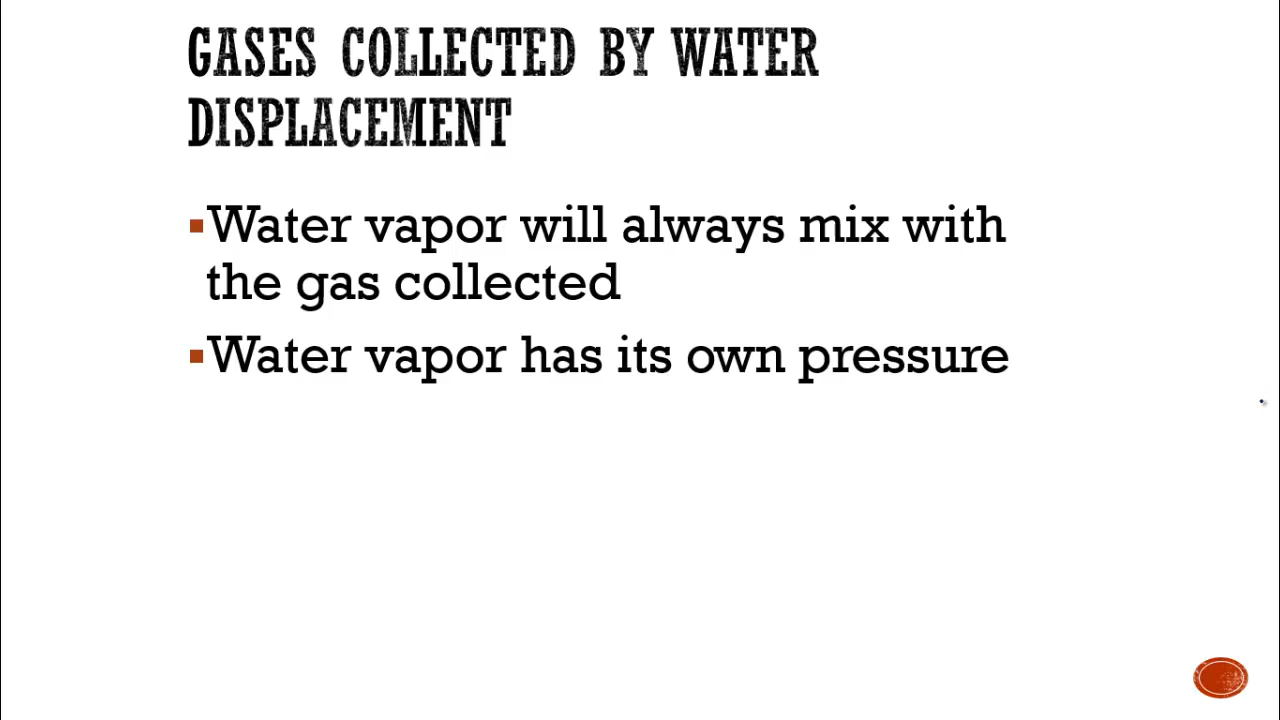 GASES COLLECTED BY WATER
DISPLACEMENT
▪Water vapor will always mix with
the gas collected
▪Water vapor has its own pressure